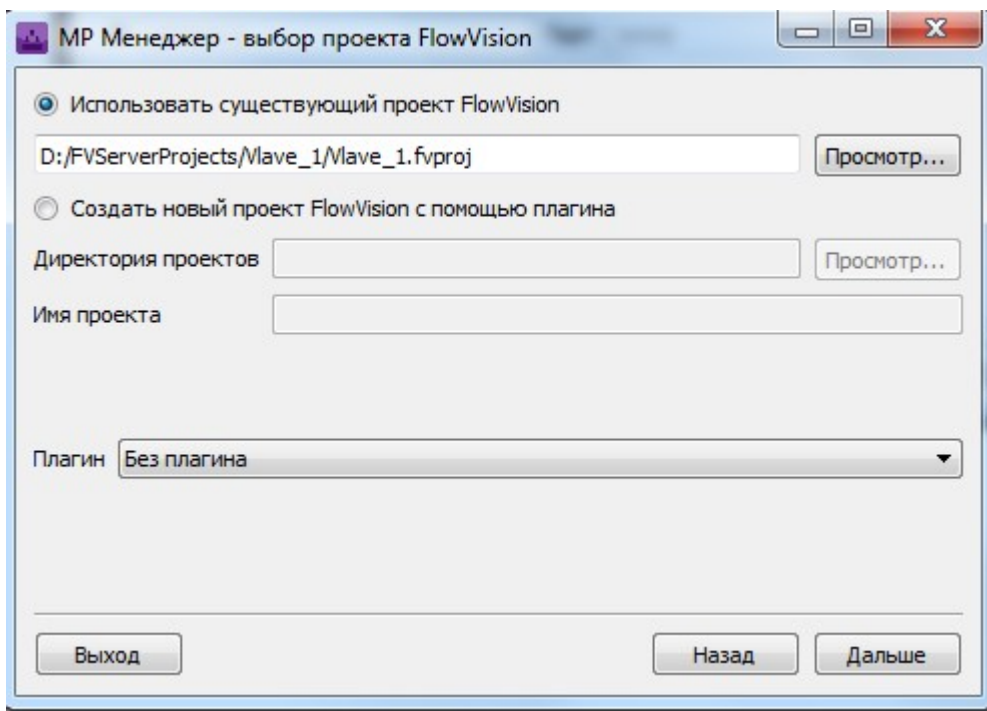 МР Менеджер - выбор проекта FlowVision
Использовать существующий проект FlowVision
D:/FVServerProjects/Vlave_1/Vlave_1.fvproj Просмотр...
Создать новый проект FlowVision с помощью плагина
Директория проектов Просмотр...
Имя проекта
Плагин Без плагина
Выход Назад Дальше